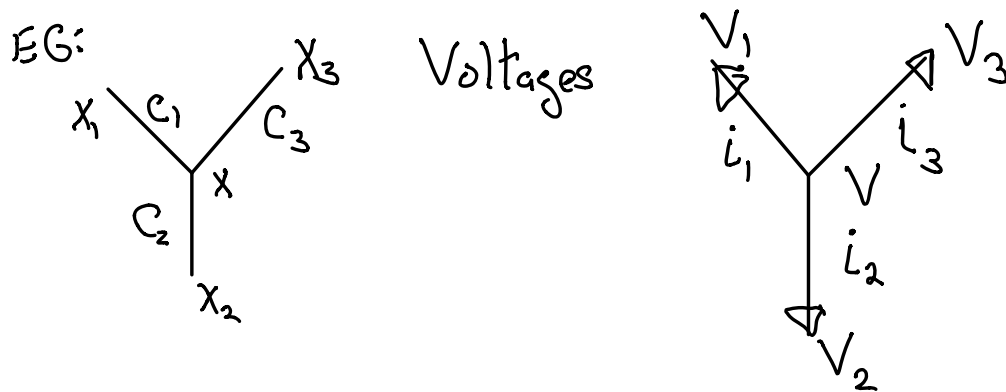 EG:
X₁
C₁
X₃
C₃
X
C₂
X₂
Voltages
V₁
i₁
V₃
i₃
V
i₂
V₂